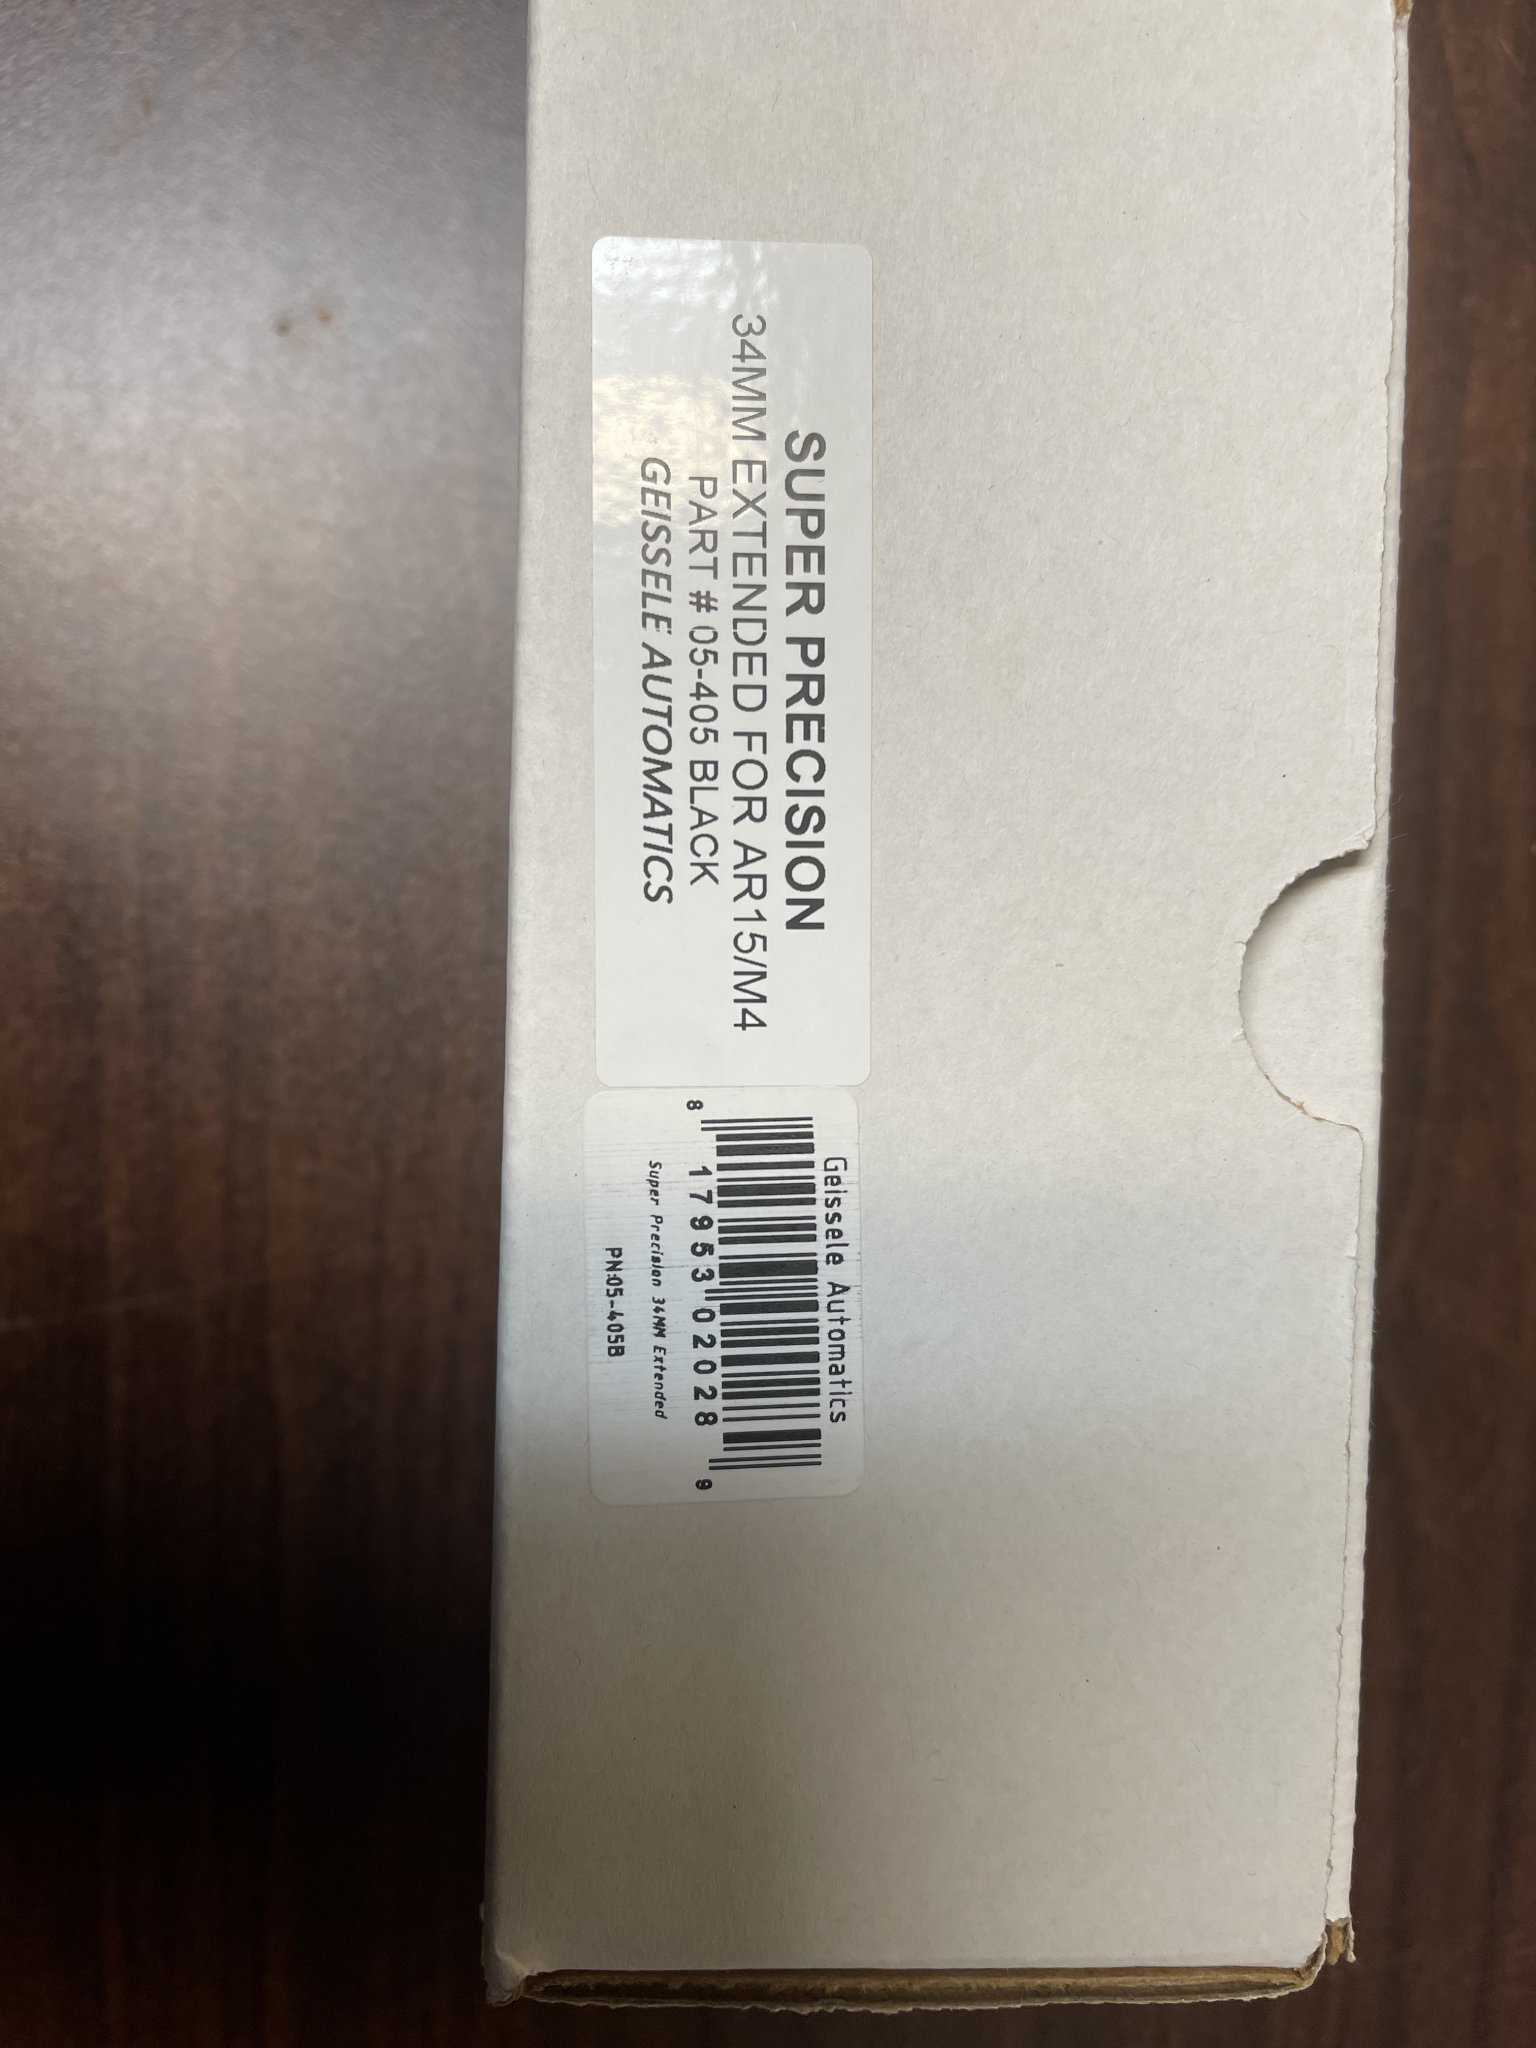 SUPER PRECISION
34MM EXTENDED FOR AR15/M4
PART # 05-405 BLACK
GEISSELE AUTOMATICS
Geissele Automatics
8 17953 02028 9
Super Precision 34MM Extended
PN:05-405B